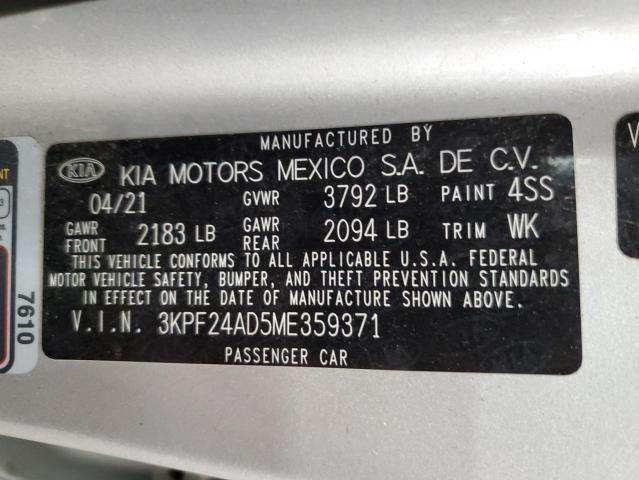 MANUFACTURED BY
KIA KIA MOTORS MEXICO S.A. DE C.V.
04/21 GVWR 3792 LB PAINT 4SS
GAWR FRONT 2183 LB GAWR REAR 2094 LB TRIM WK
THIS VEHICLE CONFORMS TO ALL APPLICABLE U.S.A. FEDERAL
MOTOR VEHICLE SAFETY, BUMPER, AND THEFT PREVENTION STANDARDS
IN EFFECT ON THE DATE OF MANUFACTURE SHOWN ABOVE.
V.I.N. 3KPF24AD5ME359371
PASSENGER CAR
7610